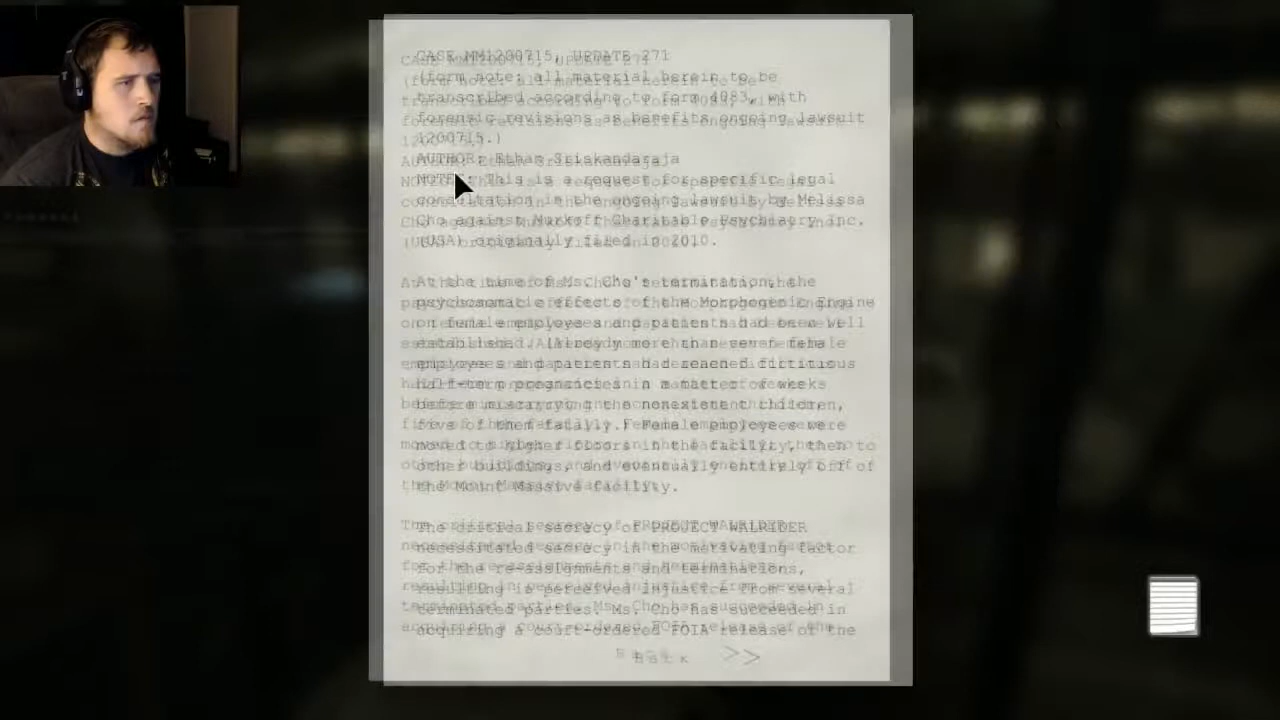 CASE MM1200715, UPDATE 271
(form note: all material herein to be
transcribed according to form 4083, with
forensic revisions as benefits ongoing lawsuit
1200715.)
AUTHOR: Ethan Sriskandaraja
NOTE: This is a request for specific legal
consultation in the ongoing lawsuit by Melissa
Cho against Murkoff Charitable Psychiatry Inc.
(USA) originally filed in 2010.
At the time of Ms. Cho's termination, the
psychosomatic effects of the Morphogenic Engine
on female employees and patients had been well
established. (Already more than seven female
employees and patients had reached fictitious
half-term pregnancies in a matter of weeks
before miscarrying the nonexistent children,
five of them fatally.) Female employees were
moved to higher floors in the facility, then to
other buildings, and eventually entirely off of
the Mount Massive facility.
The critical secrecy of PROJECT WALRIDER
necessitated secrecy in the motivating factor
for the re-assignments and terminations,
resulting in perceived injustice from several
terminated parties. Ms. Cho has succeeded in
acquiring a court-ordered FOIA release of the
Back >>